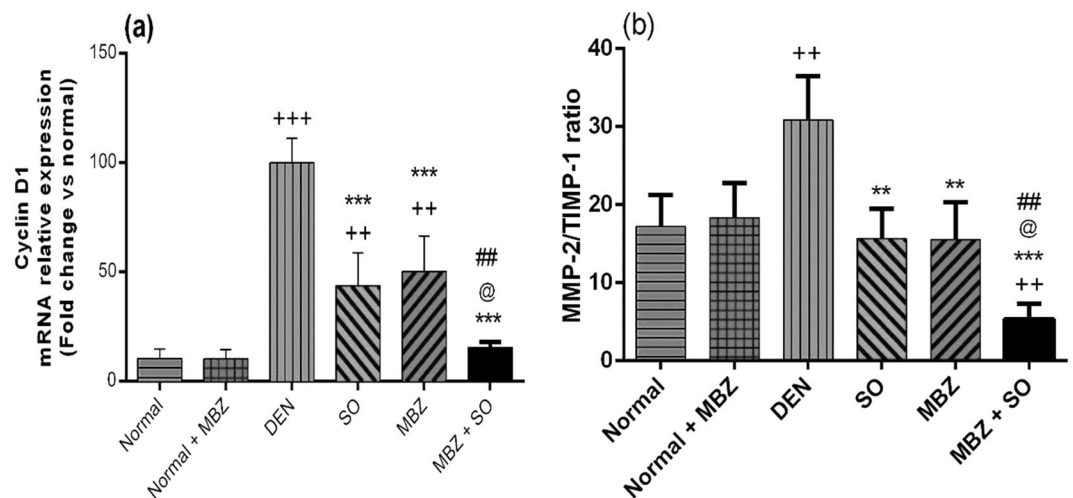 (a)
Cyclin D1
mRNA relative expression
(Fold change vs normal)
150
100
50
0
+++
***
++
***
++
##
@
***
Normal
Normal + MBZ
DEN
SO
MBZ
MBZ + SO
(b)
MMP-2/TIMP-1 ratio
40
30
20
10
0
++
**
**
##
@
***
++
Normal
Normal + MBZ
DEN
SO
MBZ
MBZ + SO